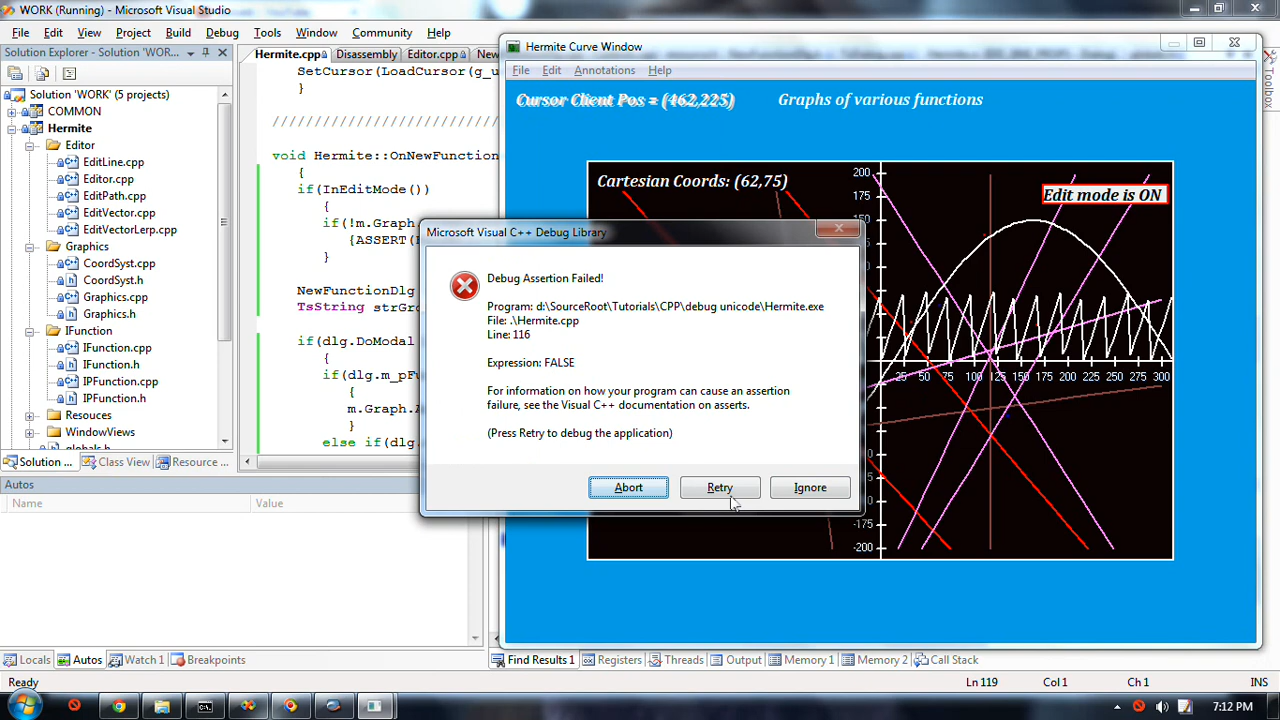 WORK (Running) - Microsoft Visual Studio
File Edit View Project Build Debug Tools Window Community Help
Solution Explorer - Solution 'WOR...
Solution 'WORK' (5 projects)
COMMON
Hermite
Editor
EditLine.cpp
Editor.cpp
EditPath.cpp
EditVector.cpp
EditVectorLerp.cpp
Graphics
CoordSyst.cpp
CoordSyst.h
Graphics.cpp
Graphics.h
IFunction
IFunction.cpp
IFunction.h
IPFunction.cpp
IPFunction.h
Resouces
WindowViews
globals.h
Solution ... Class View Resource ...
Hermite.cpp Disassembly Editor.cpp New
SetCursor(LoadCursor(g_u
}
////////////////////////////
void Hermite::OnNewFunction
{
if(InEditMode())
{
if(!m.Graph.
{ASSERT(
}
NewFunctionDlg
TsString strGr
if(dlg.DoModal
{
if(dlg.m_pFu
{
m.Graph.A
}
else if(dlg.
Hermite Curve Window
File Edit Annotations Help
Cursor Client Pos = (462,225)
Graphs of various functions
Cartesian Coords: (62,75)
Edit mode is ON
200
175
150
25 50 75 100 125 150 175 200 225 250 275 300
-175
-200
Toolbox
Microsoft Visual C++ Debug Library
Debug Assertion Failed!
Program: d:\SourceRoot\Tutorials\CPP\debug unicode\Hermite.exe
File: .\Hermite.cpp
Line: 116
Expression: FALSE
For information on how your program can cause an assertion
failure, see the Visual C++ documentation on asserts.
(Press Retry to debug the application)
Abort Retry Ignore
Autos
Name Value
Locals Autos Watch 1 Breakpoints
Find Results 1 Registers Threads Output Memory 1 Memory 2 Call Stack
Ready Ln 119 Col 1 Ch 1 INS
7:12 PM